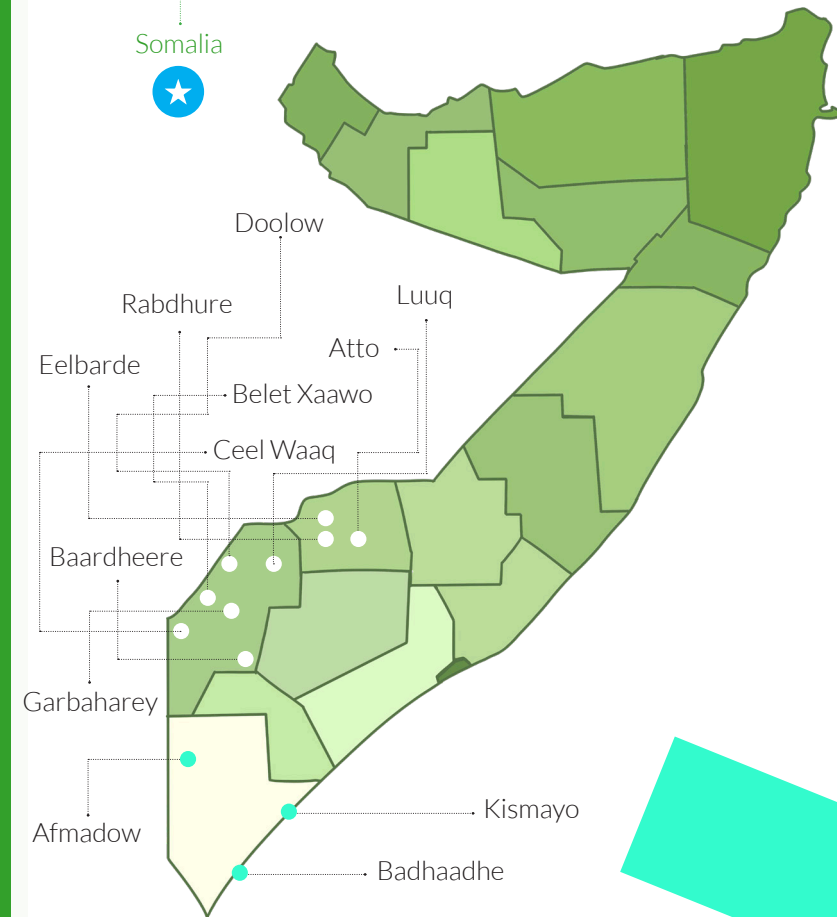 Somalia
Doolow
Luuq
Rabdhure
Atto
Eelbarde
Belet Xaawo
Ceel Waaq
Baardheere
Garbaharey
Kismayo
Afmadow
Badhaadhe